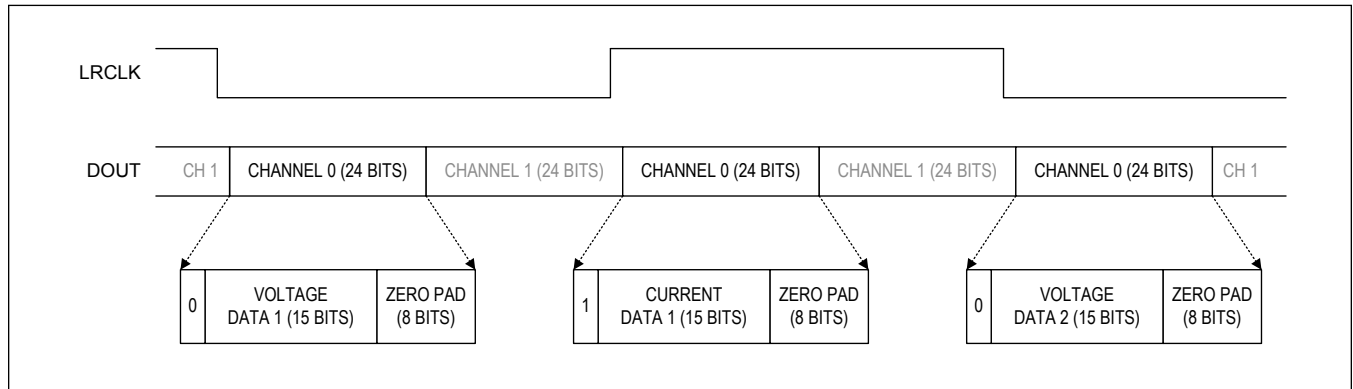 LRCLK
DOUT
CH 1
CHANNEL 0 (24 BITS)
CHANNEL 1 (24 BITS)
CHANNEL 0 (24 BITS)
CHANNEL 1 (24 BITS)
CHANNEL 0 (24 BITS)
CH 1
0
VOLTAGE
DATA 1 (15 BITS)
ZERO PAD
(8 BITS)
1
CURRENT
DATA 1 (15 BITS)
ZERO PAD
(8 BITS)
0
VOLTAGE
DATA 2 (15 BITS)
ZERO PAD
(8 BITS)